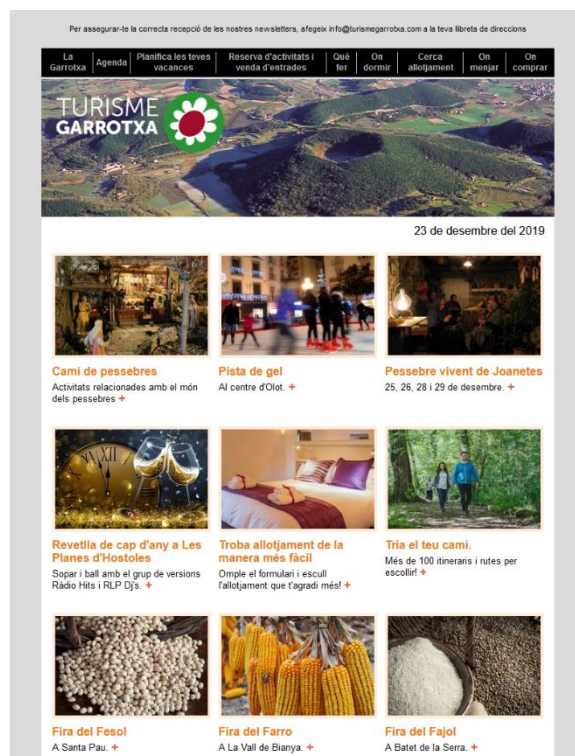 Per assegurar-te la correcta recepció de les nostres newsletters, afegeix info@turismegarrotxa.com a la teva llibreta de direccions
La Garrotxa
Agenda
Planifica les teves vacances
Reserva d'activitats i venda d'entrades
Què fer
On dormir
Cerca allotjament
On menjar
On comprar
TURISME
GARROTXA
23 de desembre del 2019
Camí de pessebres
Activitats relacionades amb el món
dels pessebres +
Pista de gel
Al centre d'Olot. +
Pessebre vivent de Joanetes
25, 26, 28 i 29 de desembre. +
Revetlla de cap d'any a Les
Planes d'Hostoles
Sopar i ball amb el grup de versions
Ràdio Hits i RLP Dj's. +
Troba allotjament de la
manera més fàcil
Omple el formulari i escull
l'allotjament que t'agradi més! +
Tria el teu camí.
Més de 100 itineraris i rutes per
escollir! +
Fira del Fesol
A Santa Pau. +
Fira del Farro
A La Vall de Bianya. +
Fira del Fajol
A Batet de la Serra. +